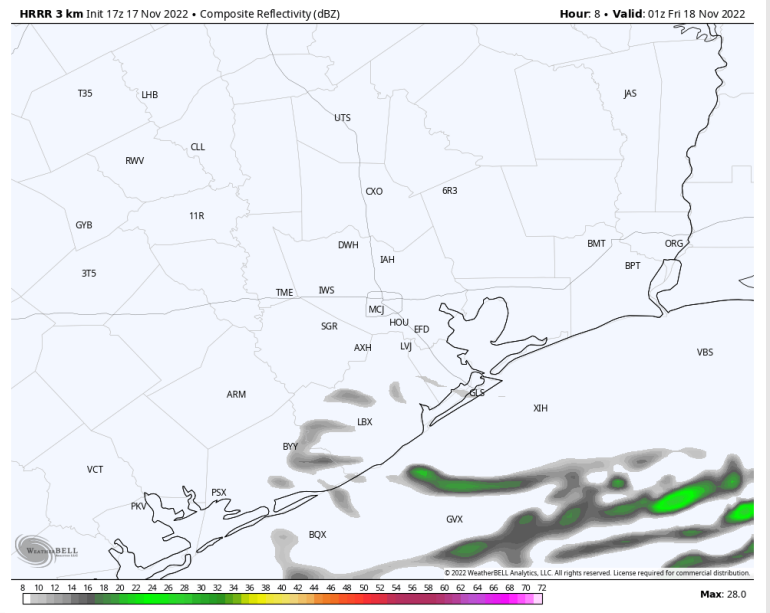 HRRR 3 km Init 17z 17 Nov 2022 • Composite Reflectivity (dBZ) Hour: 8 • Valid: 01z Fri 18 Nov 2022
T35 LHB JAS
UTS
CLL
RWV
CXO 6R3
11R
GYB
DWH BMT ORG
IAH
BPT
3T5
TME IWS
MCJ
SGR HOU EFD
AXH LVJ VBS
ARM GLS
XIH
LBX
BYY
VCT
PSX
PKV
GVX
BQX
WEATHERBELL
© 2022 WeatherBELL Analytics, LLC. All rights reserved. License required for commercial distribution.
8 10 12 14 16 18 20 22 24 26 28 30 32 34 36 38 40 42 44 46 48 50 52 54 56 58 60 62 64 66 68 70 72 Max: 28.0